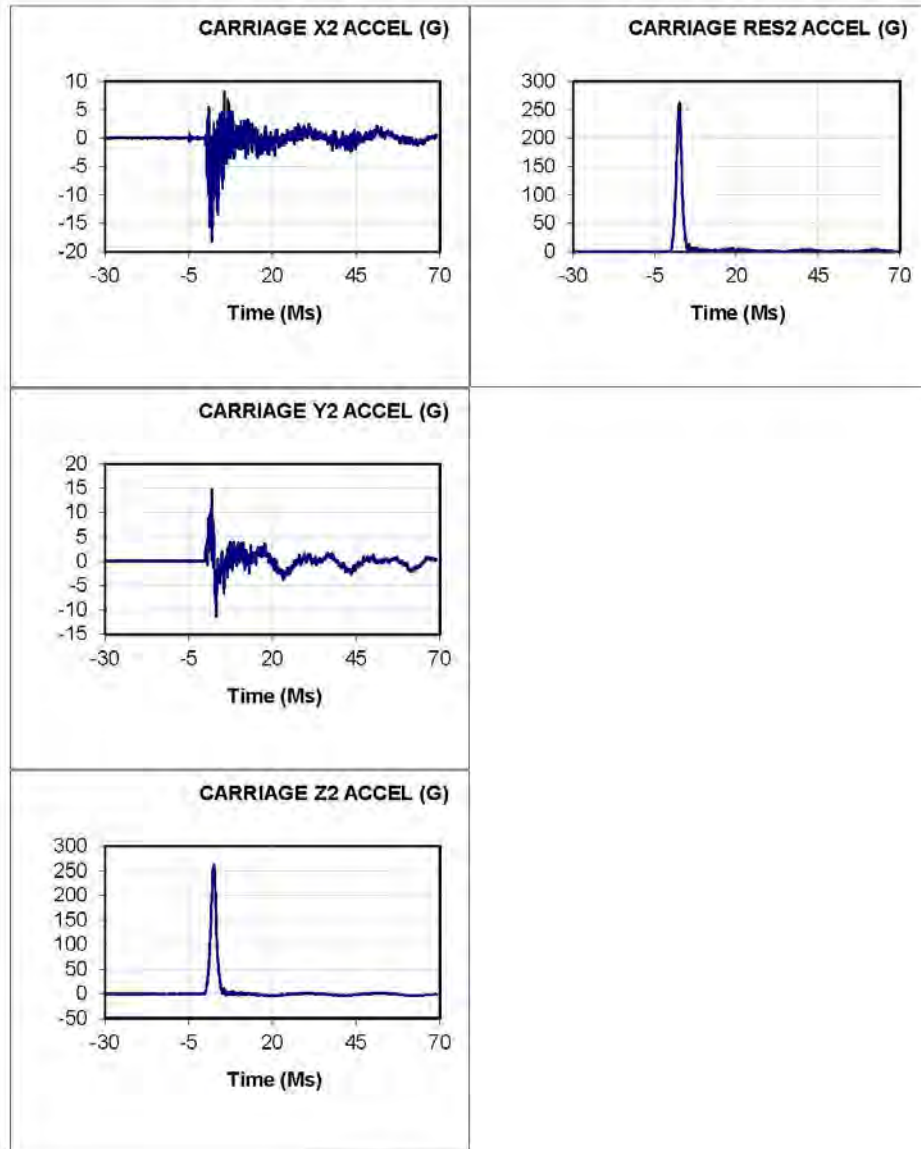 CARRIAGE X2 ACCEL (G)
10
5
0
-5
-10
-15
-20
-30 -5 20 45 70
Time (Ms)
CARRIAGE RES2 ACCEL (G)
300
250
200
150
100
50
0
-30 -5 20 45 70
Time (Ms)
CARRIAGE Y2 ACCEL (G)
20
15
10
5
0
-5
-10
-15
-30 -5 20 45 70
Time (Ms)
CARRIAGE Z2 ACCEL (G)
300
250
200
150
100
50
0
-50
-30 -5 20 45 70
Time (Ms)